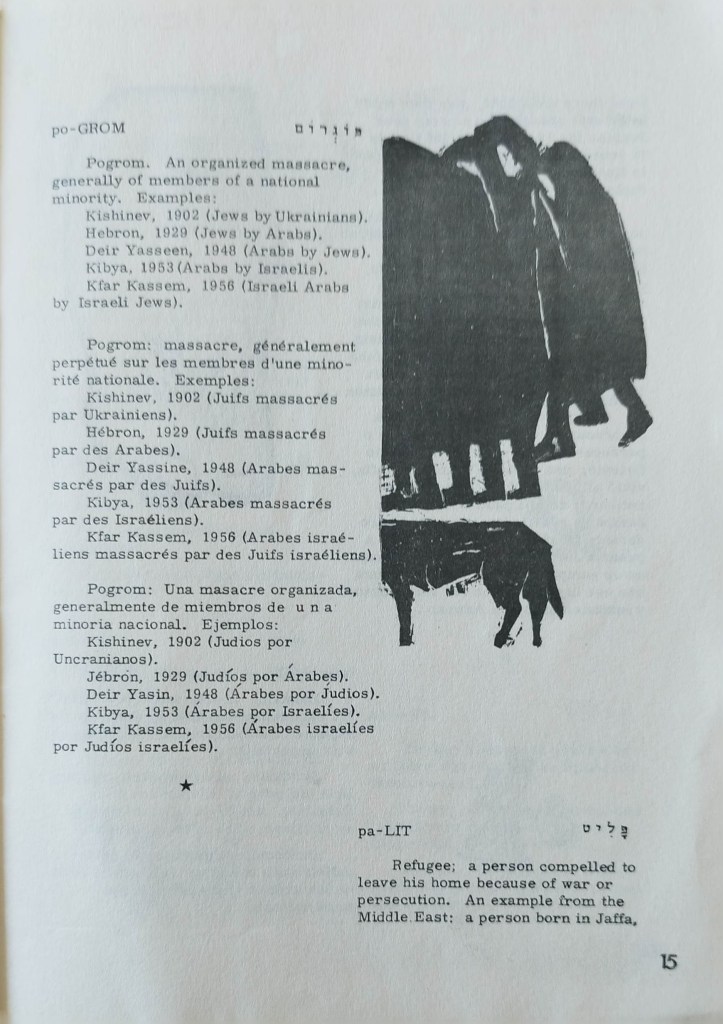 po-GROM פּוֹגְרוֹם
Pogrom. An organized massacre,
generally of members of a national
minority. Examples:
Kishinev, 1902 (Jews by Ukrainians).
Hebron, 1929 (Jews by Arabs).
Deir Yasseen, 1948 (Arabs by Jews).
Kibya, 1953 (Arabs by Israelis).
Kfar Kassem, 1956 (Israeli Arabs
by Israeli Jews).
Pogrom: massacre, généralement
perpétué sur les membres d'une mino-
rité nationale. Exemples:
Kishinev, 1902 (Juifs massacrés
par Ukrainiens).
Hébron, 1929 (Juifs massacrés
par des Arabes).
Deir Yassine, 1948 (Arabes mas-
sacrés par des Juifs).
Kibya, 1953 (Arabes massacrés
par des Israéliens).
Kfar Kassem, 1956 (Arabes israé-
liens massacrés par des Juifs israéliens).
Pogrom: Una masacre organizada,
generalmente de miembros de una
minoria nacional. Ejemplos:
Kishinev, 1902 (Judios por
Uncranianos).
Jébron, 1929 (Judíos por Árabes).
Deir Yasin, 1948 (Árabes por Judios).
Kibya, 1953 (Árabes por Israelíes).
Kfar Kassem, 1956 (Árabes israelíes
por Judíos israelíes).
★
pa-LIT פָּלִיט
Refugee; a person compelled to
leave his home because of war or
persecution. An example from the
Middle East: a person born in Jaffa,
15